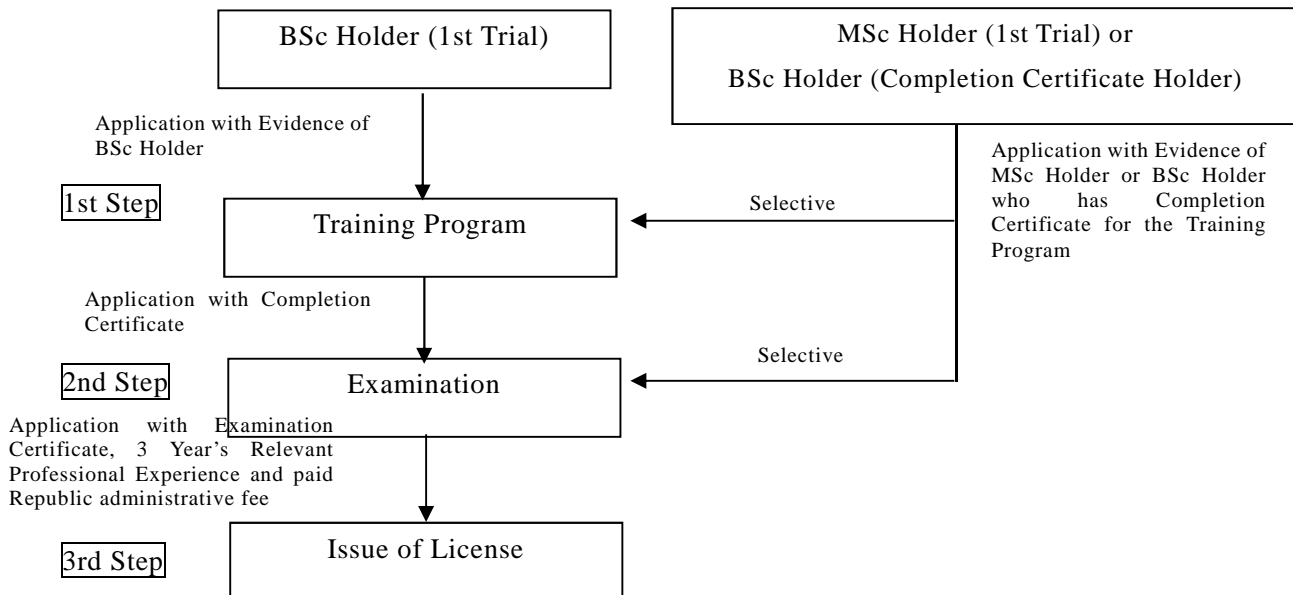 BSc Holder (1st Trial)
MSc Holder (1st Trial) or
BSc Holder (Completion Certificate Holder)
Application with Evidence of
BSc Holder
Application with Evidence of
MSc Holder or BSc Holder
who has Completion
Certificate for the Training
Program
1st Step
Training Program
Selective
Application with Completion
Certificate
2nd Step
Examination
Selective
Application with Examination
Certificate, 3 Year’s Relevant
Professional Experience and paid
Republic administrative fee
3rd Step
Issue of License